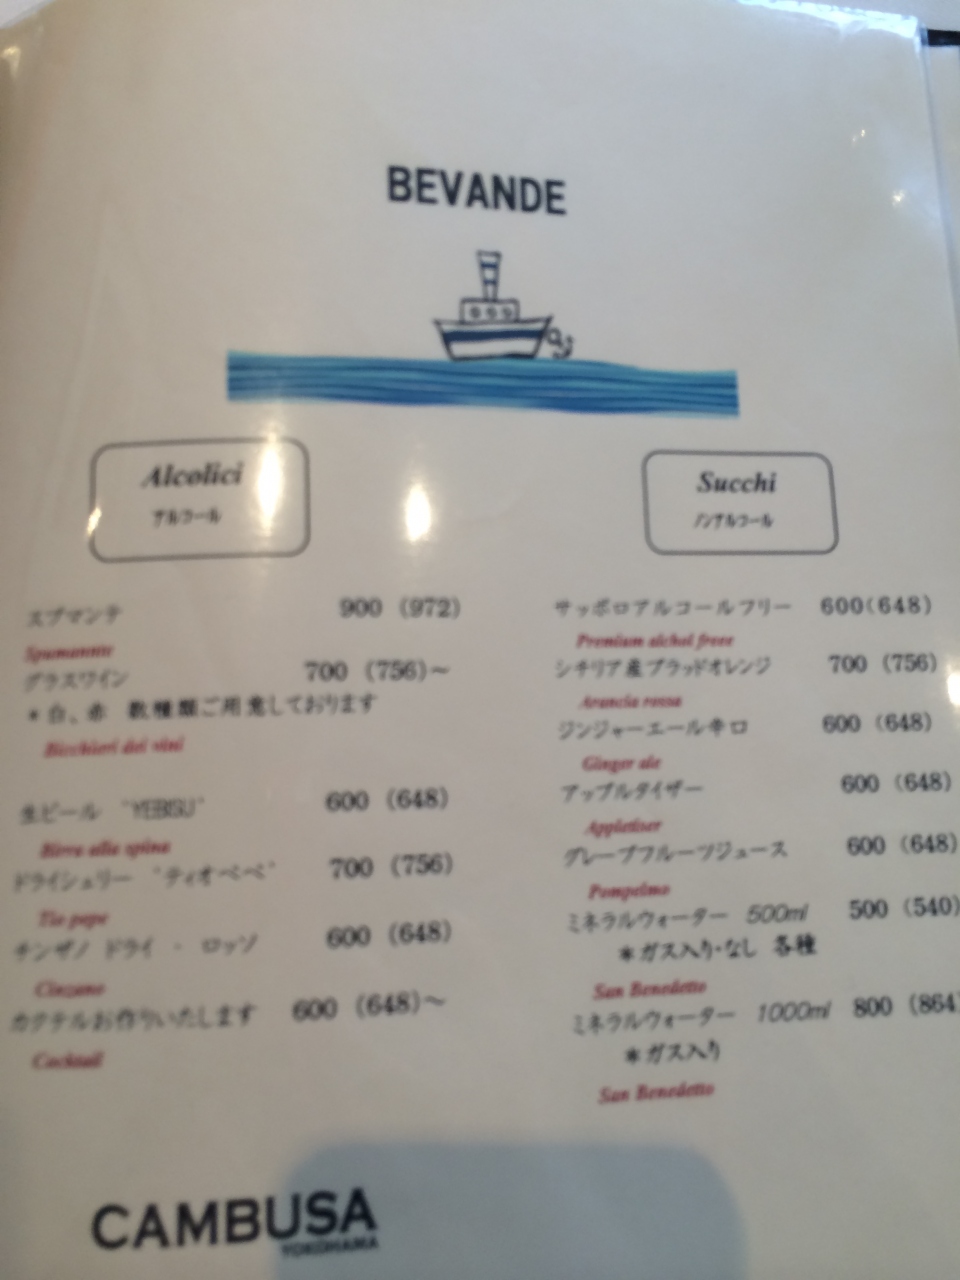 BEVANDE
Alcolici
アルコール
スプマンテ 900 (972)
Spumannte
グラスワイン 700 (756)~
*白、赤 数種類ご用意しております
Bicchieri dei vini
生ビール "YEBISU" 600 (648)
Birra alla spina
ドライシェリー "ティオペペ" 700 (756)
Tio pepe
チンザノ ドライ ・ ロッソ 600 (648)
Cinzano
カクテルお作りいたします 600 (648)~
Cocktail
Succhi
ノンアルコール
サッポロアルコールフリー 600(648)
Premium alchol freee
シチリア産ブラッドオレンジ 700 (756)
Arancia rossa
ジンジャーエール辛口 600 (648)
Ginger ale
アップルタイザー 600 (648)
Appletiser
グレープフルーツジュース 600 (648)
Pompelmo
ミネラルウォーター 500ml 500 (540)
*ガス入り・なし 各種
San Benedetto
ミネラルウォーター 1000ml 800 (864)
*ガス入り
San Benedetto
CAMBUSA
YOKOHAMA